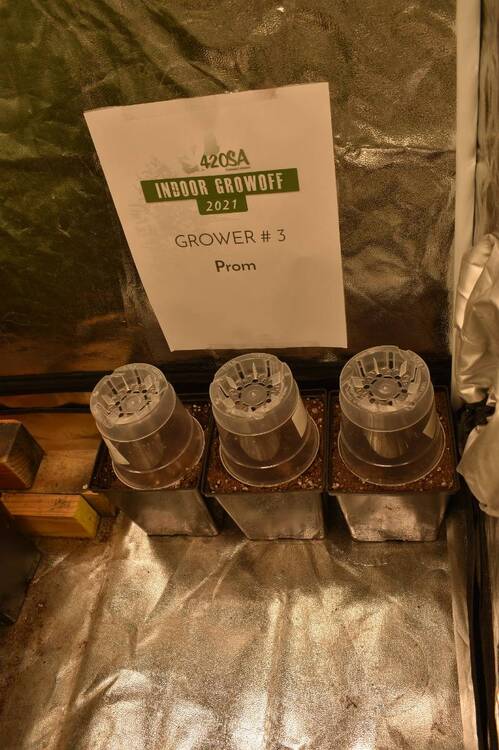 420SA
INDOOR GROWOFF
2021
GROWER # 3
Prom